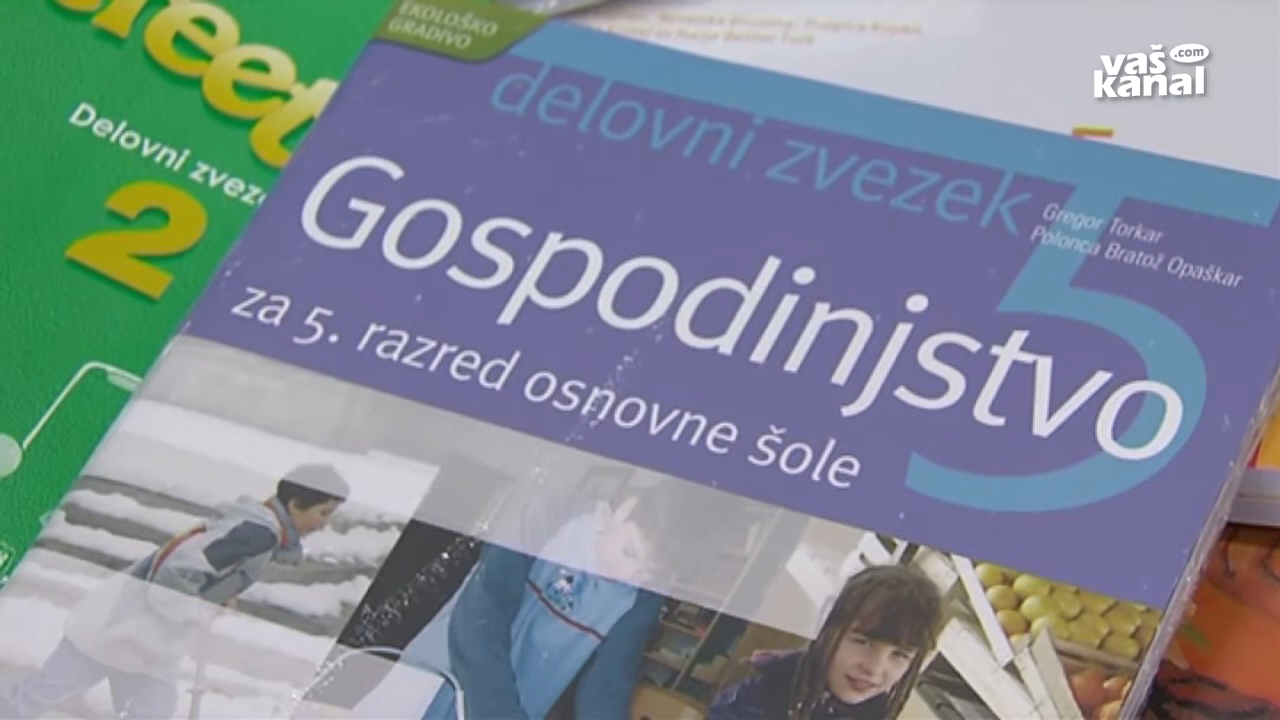 EKOLOŠKO
GRADIVO
vaš
.com
kanal
delovni zvezek
5
Gregor Torkar
Polonca Bratož Opaškar
Gospodinjstvo
za 5. razred osnovne šole
Delovni zvez
2